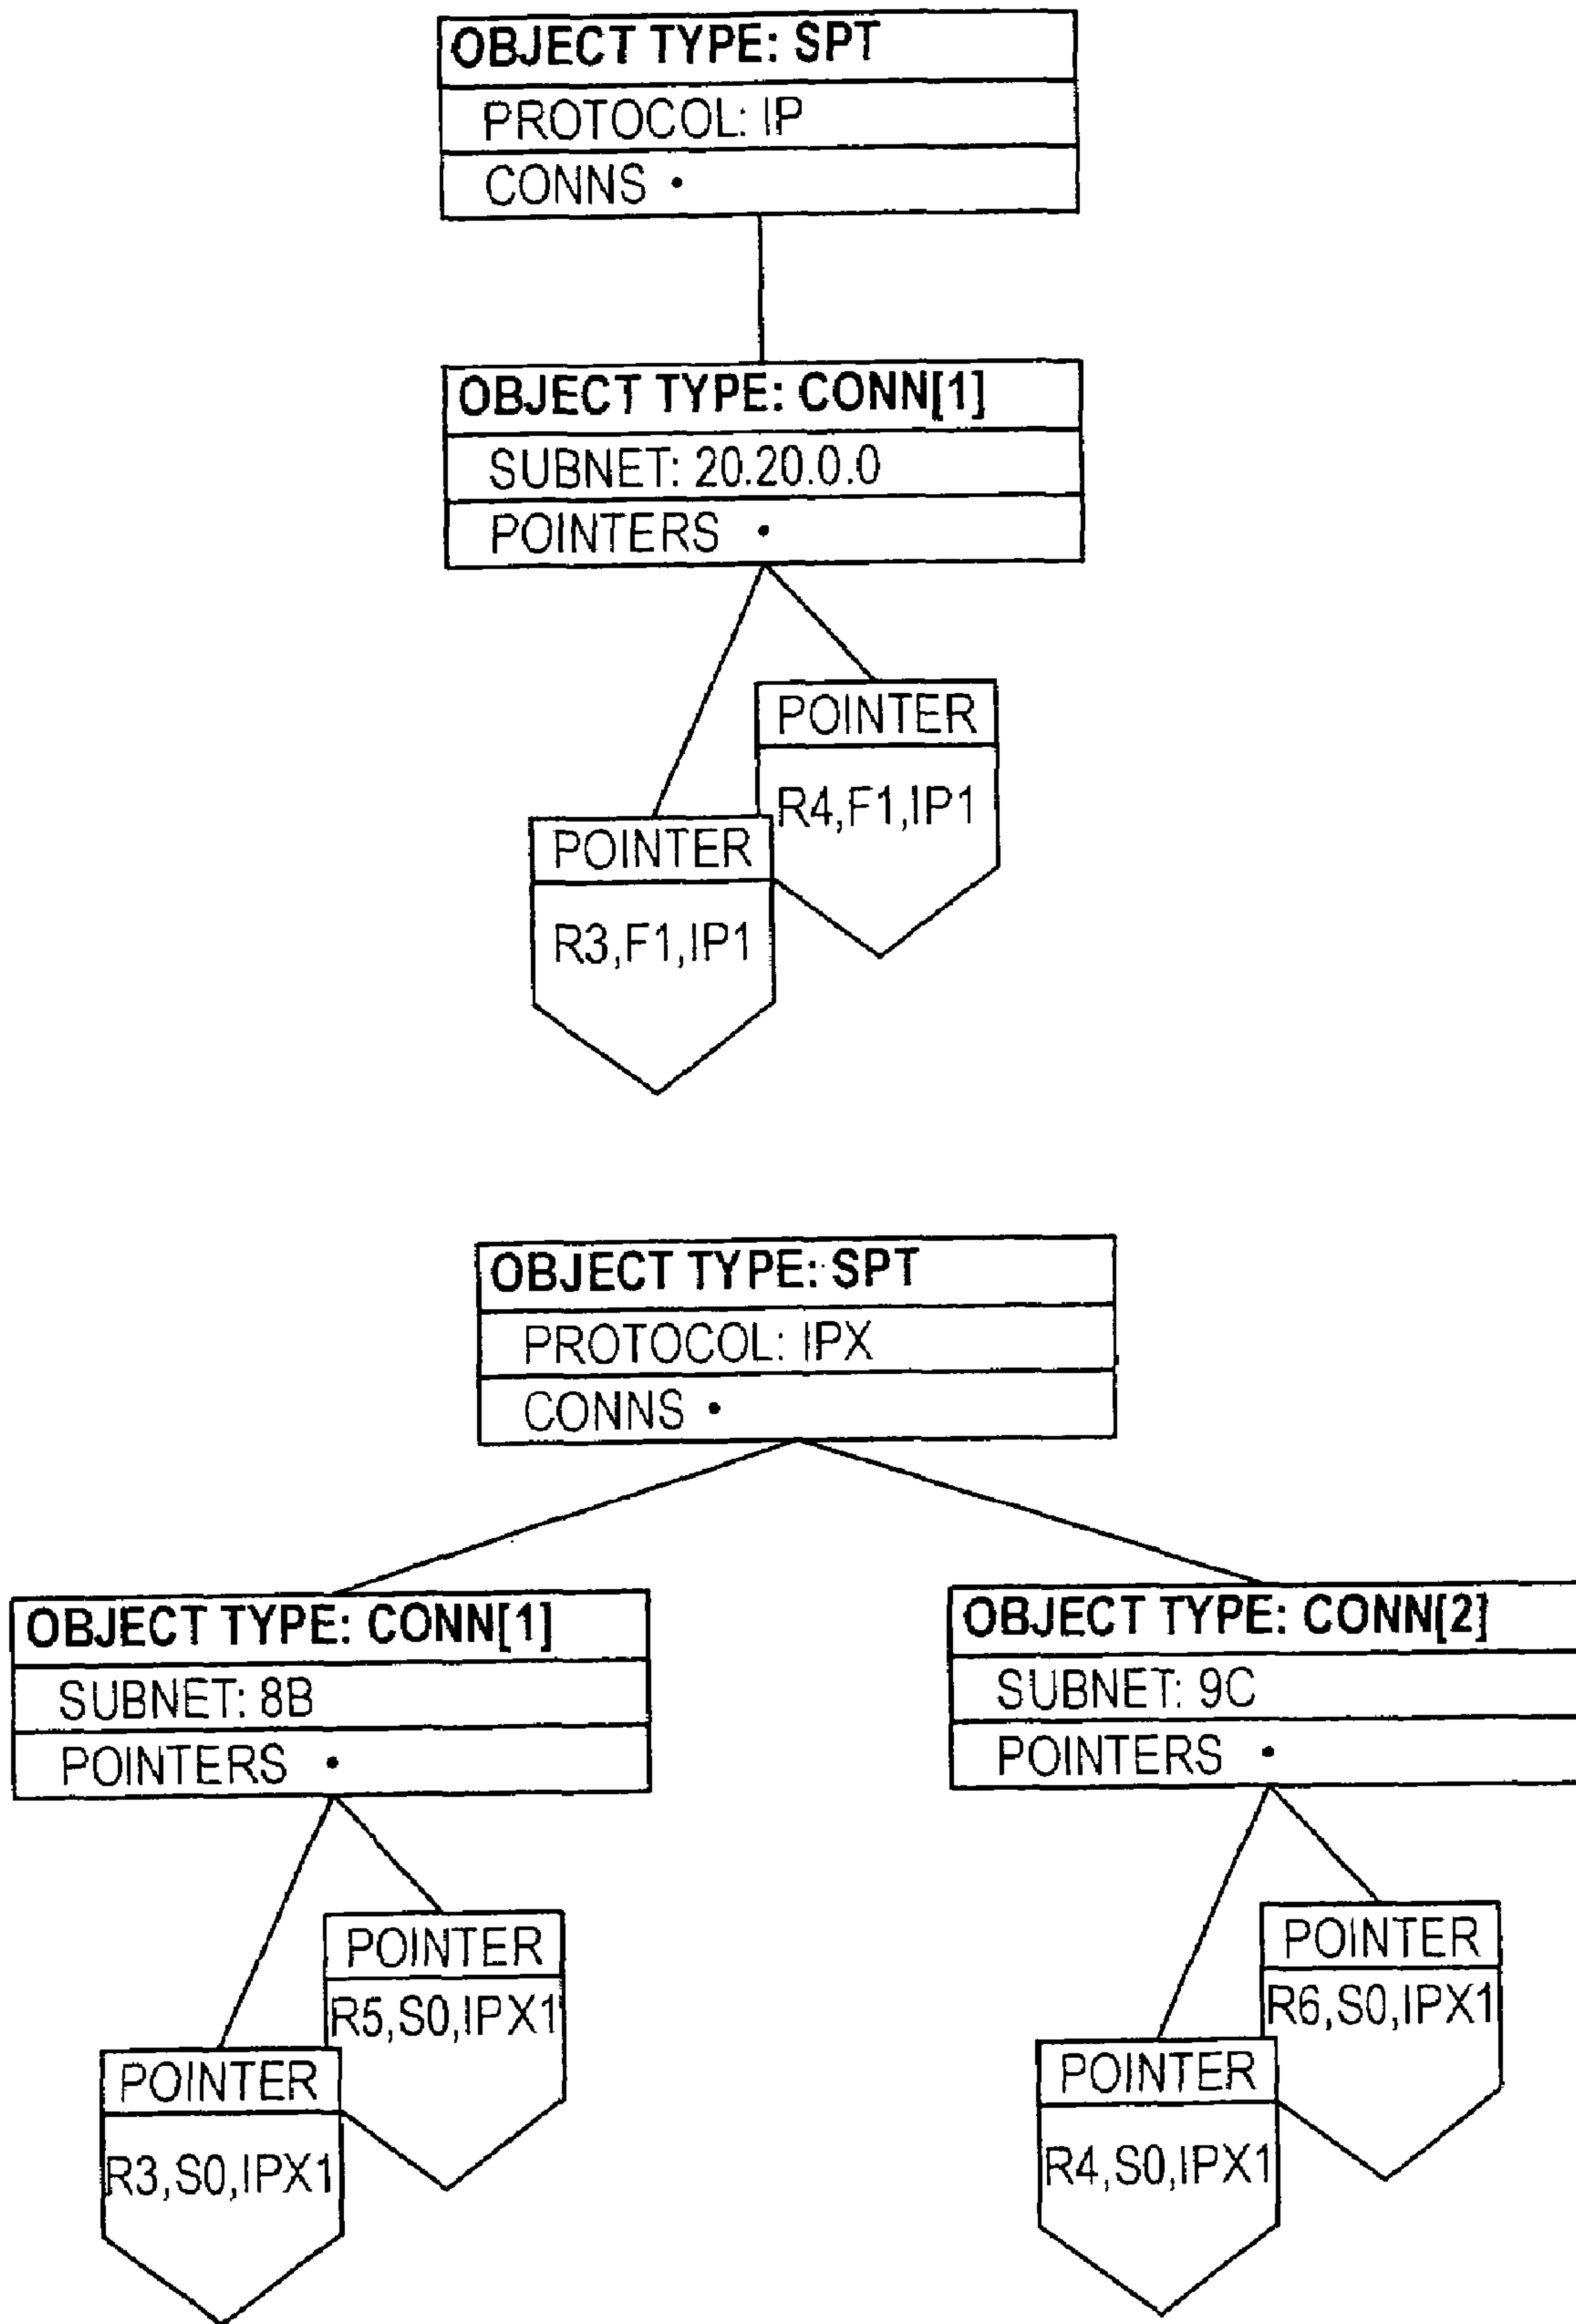 OBJECT TYPE: SPT
PROTOCOL: IP
CONNS •
OBJECT TYPE: CONN[1]
SUBNET: 20.20.0.0
POINTERS •
POINTER
R4,F1,IP1
POINTER
R3,F1,IP1
OBJECT TYPE: SPT
PROTOCOL: IPX
CONNS •
OBJECT TYPE: CONN[1]
SUBNET: 8B
POINTERS •
POINTER
R5,S0,IPX1
POINTER
R3,S0,IPX1
OBJECT TYPE: CONN[2]
SUBNET: 9C
POINTERS •
POINTER
R6,S0,IPX1
POINTER
R4,S0,IPX1